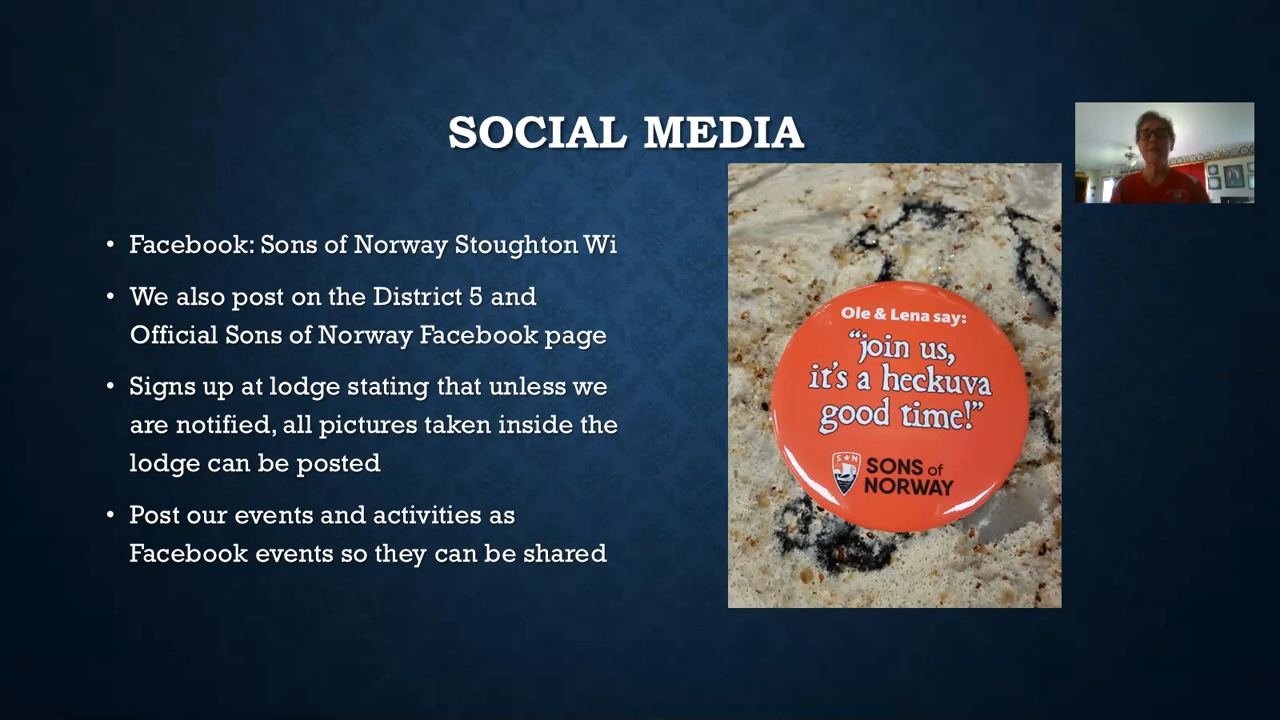 SOCIAL MEDIA
• Facebook: Sons of Norway Stoughton Wi
• We also post on the District 5 and
Official Sons of Norway Facebook page
• Signs up at lodge stating that unless we
are notified, all pictures taken inside the
lodge can be posted
• Post our events and activities as
Facebook events so they can be shared
Ole & Lena say:
“join us,
it’s a heckuva
good time!”
S★N
SONS of
NORWAY